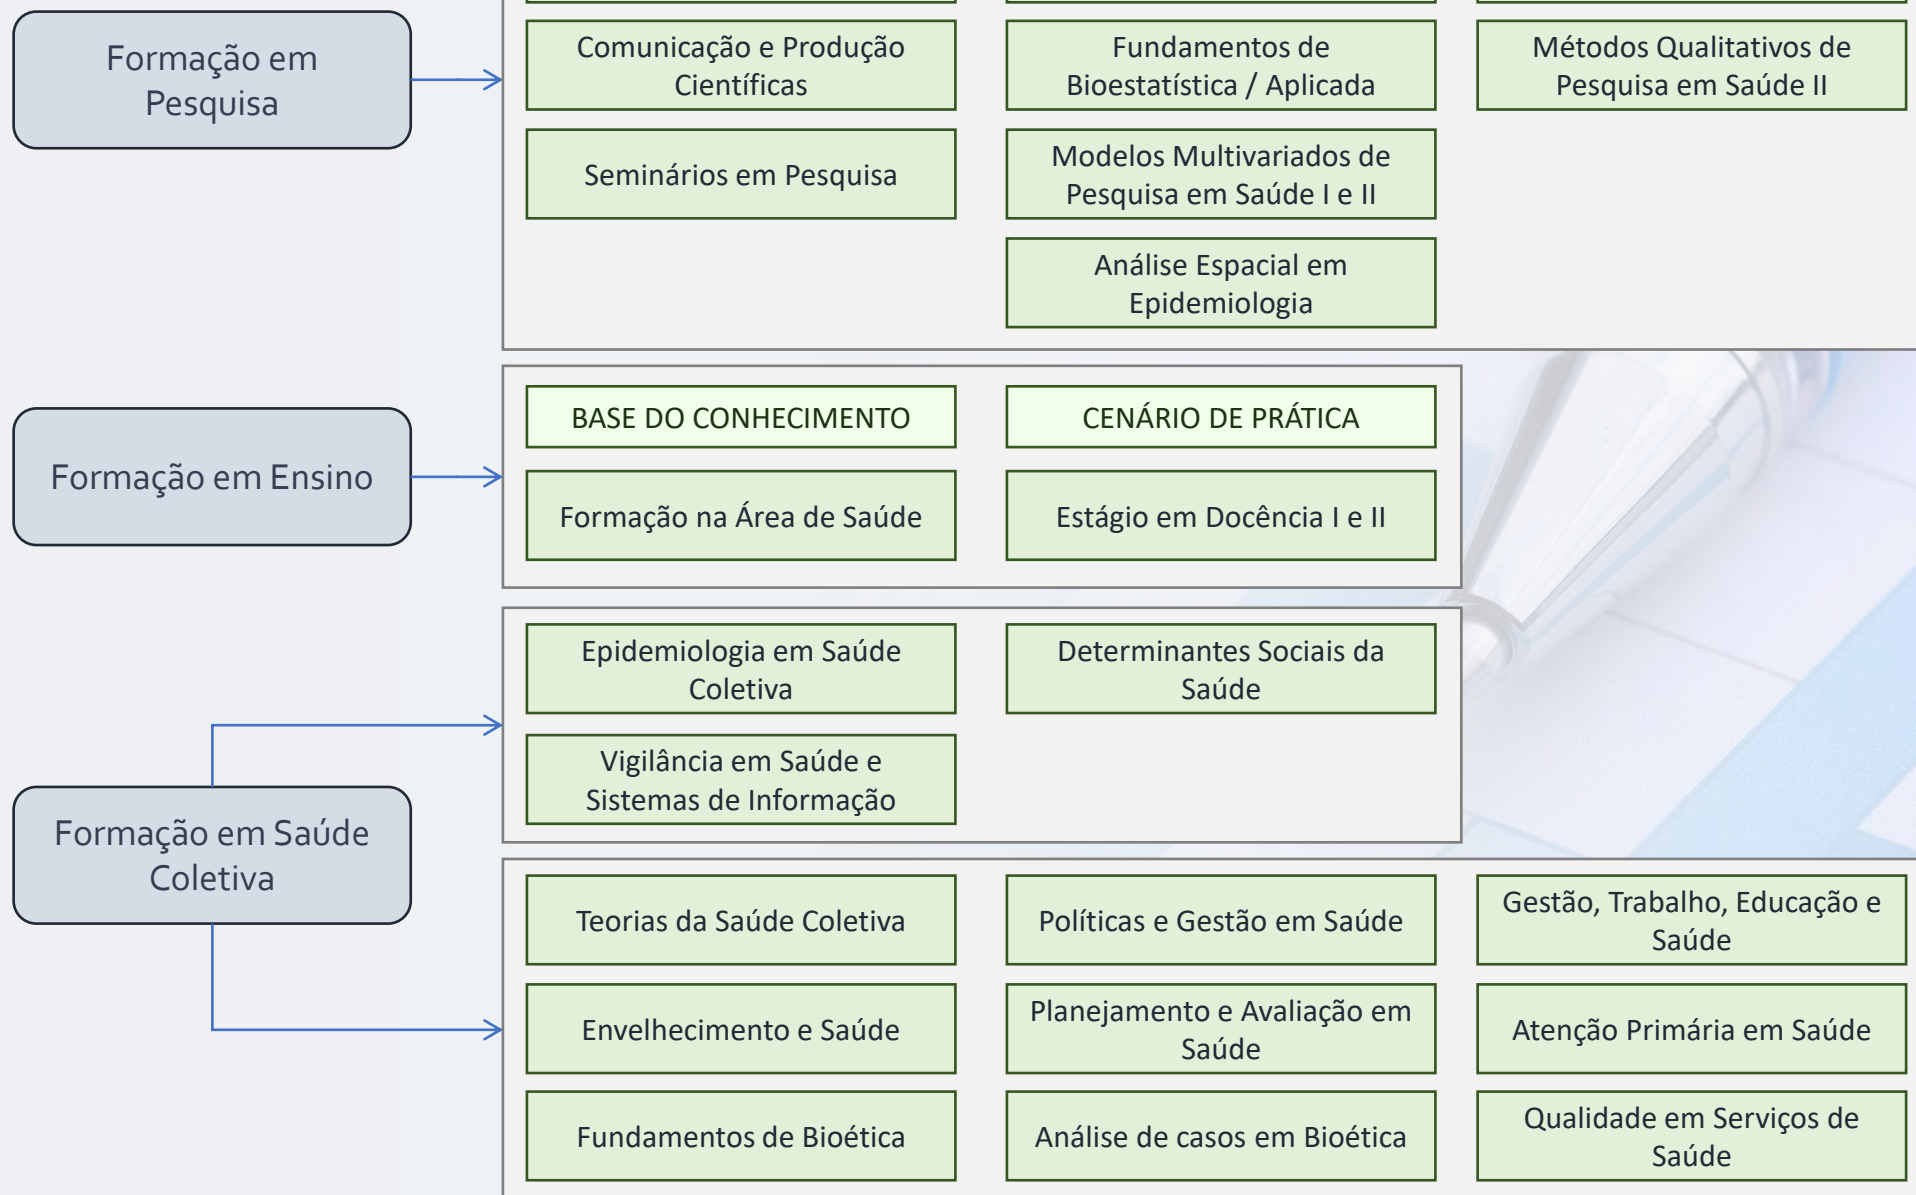 Formação em
Pesquisa
Comunicação e Produção
Científicas
Fundamentos de
Bioestatística / Aplicada
Métodos Qualitativos de
Pesquisa em Saúde II
Seminários em Pesquisa
Modelos Multivariados de
Pesquisa em Saúde I e II
Análise Espacial em
Epidemiologia
Formação em Ensino
BASE DO CONHECIMENTO
CENÁRIO DE PRÁTICA
Formação na Área de Saúde
Estágio em Docência I e II
Formação em Saúde
Coletiva
Epidemiologia em Saúde
Coletiva
Determinantes Sociais da
Saúde
Vigilância em Saúde e
Sistemas de Informação
Teorias da Saúde Coletiva
Políticas e Gestão em Saúde
Gestão, Trabalho, Educação e
Saúde
Envelhecimento e Saúde
Planejamento e Avaliação em
Saúde
Atenção Primária em Saúde
Fundamentos de Bioética
Análise de casos em Bioética
Qualidade em Serviços de
Saúde